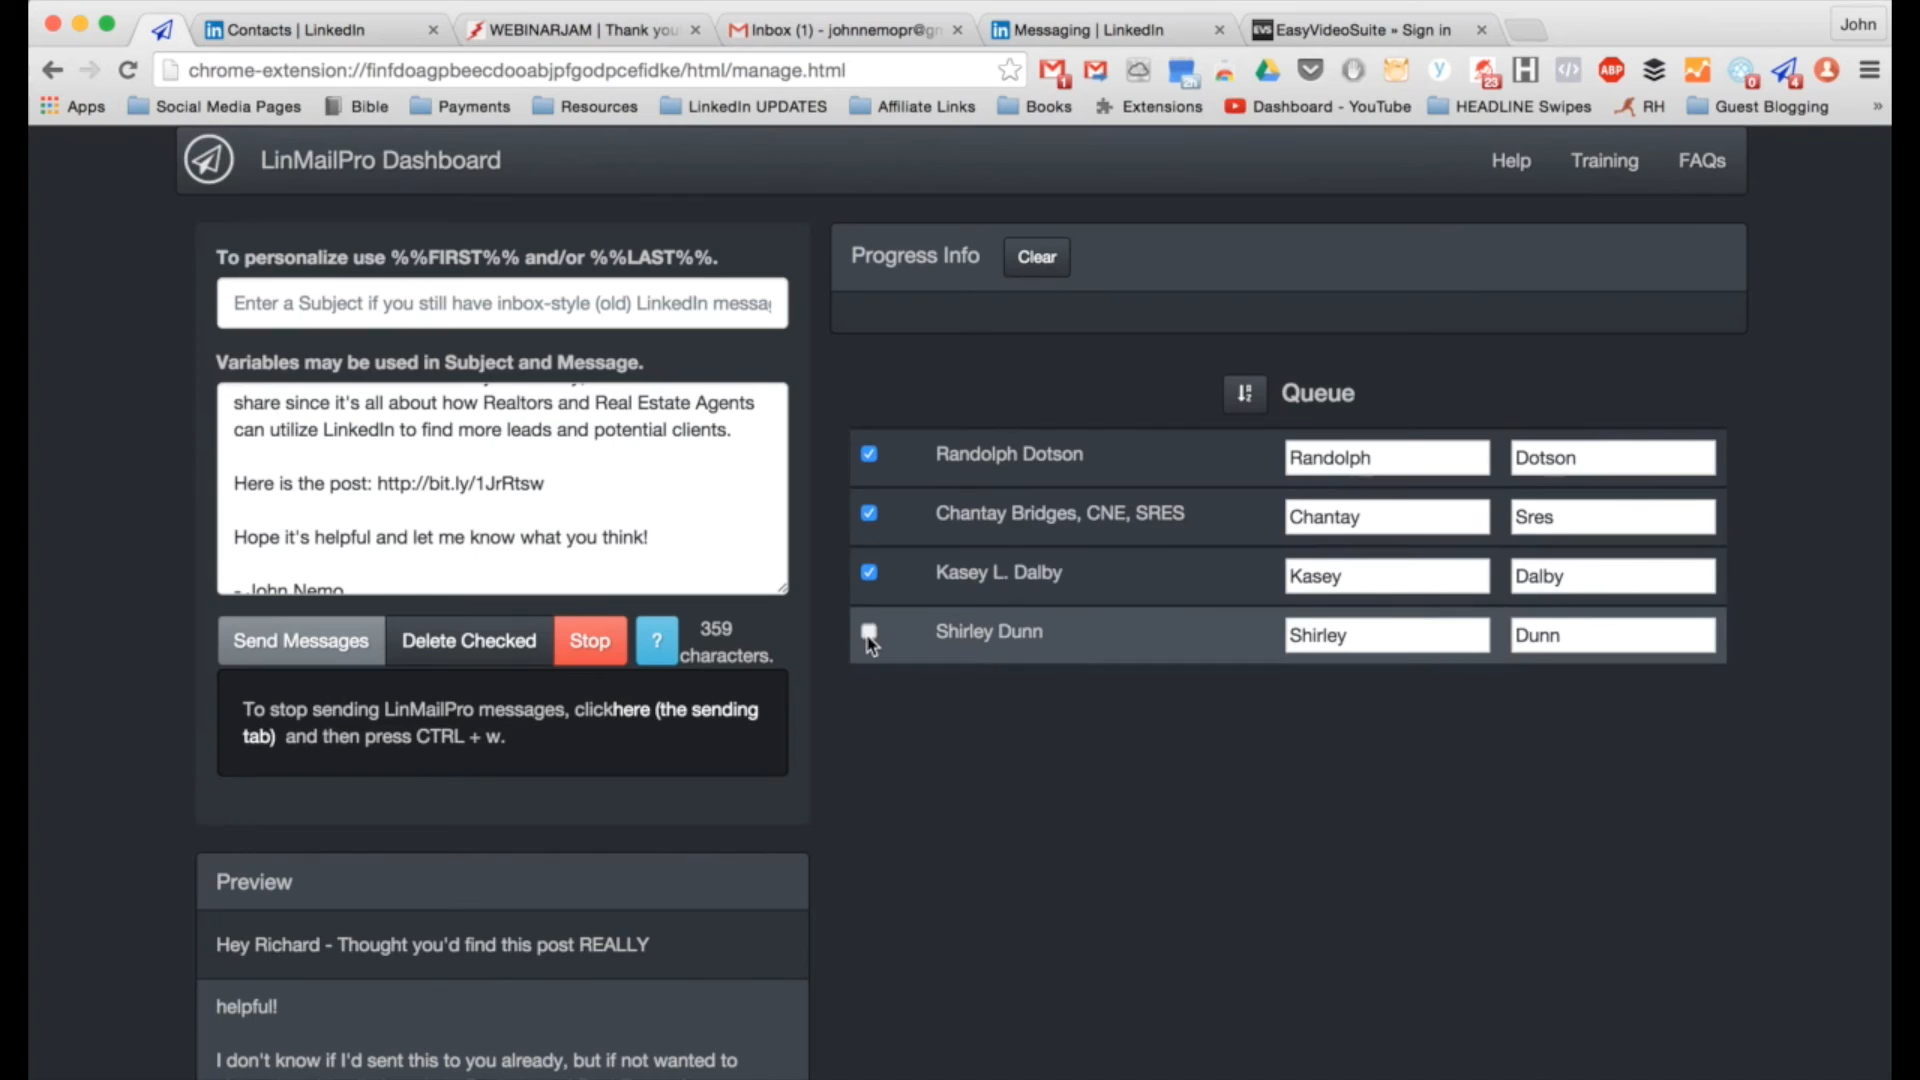 Contacts | LinkedIn
WEBINARJAM | Thank you
Inbox (1) - johnnemopr@gm
Messaging | LinkedIn
EVS
EasyVideoSuite » Sign in
John
chrome-extension://finfdoagpbeecdooabjpfgodpcefidke/html/manage.html
Apps
Social Media Pages
Bible
Payments
Resources
LinkedIn UPDATES
Affiliate Links
Books
Extensions
Dashboard - YouTube
HEADLINE Swipes
RH
Guest Blogging
»
LinMailPro Dashboard
Help
Training
FAQs
To personalize use %%FIRST%% and/or %%LAST%%.
Enter a Subject if you still have inbox-style (old) LinkedIn messag
Variables may be used in Subject and Message.
share since it's all about how Realtors and Real Estate Agents
can utilize LinkedIn to find more leads and potential clients.
Here is the post: http://bit.ly/1JrRtsw
Hope it's helpful and let me know what you think!
- John Nemo
Send Messages
Delete Checked
Stop
?
359
characters.
To stop sending LinMailPro messages, clickhere (the sending
tab) and then press CTRL + w.
Preview
Hey Richard - Thought you'd find this post REALLY
helpful!
I don't know if I'd sent this to you already, but if not wanted to
Progress Info
Clear
Queue
Randolph Dotson
Randolph
Dotson
Chantay Bridges, CNE, SRES
Chantay
Sres
Kasey L. Dalby
Kasey
Dalby
Shirley Dunn
Shirley
Dunn